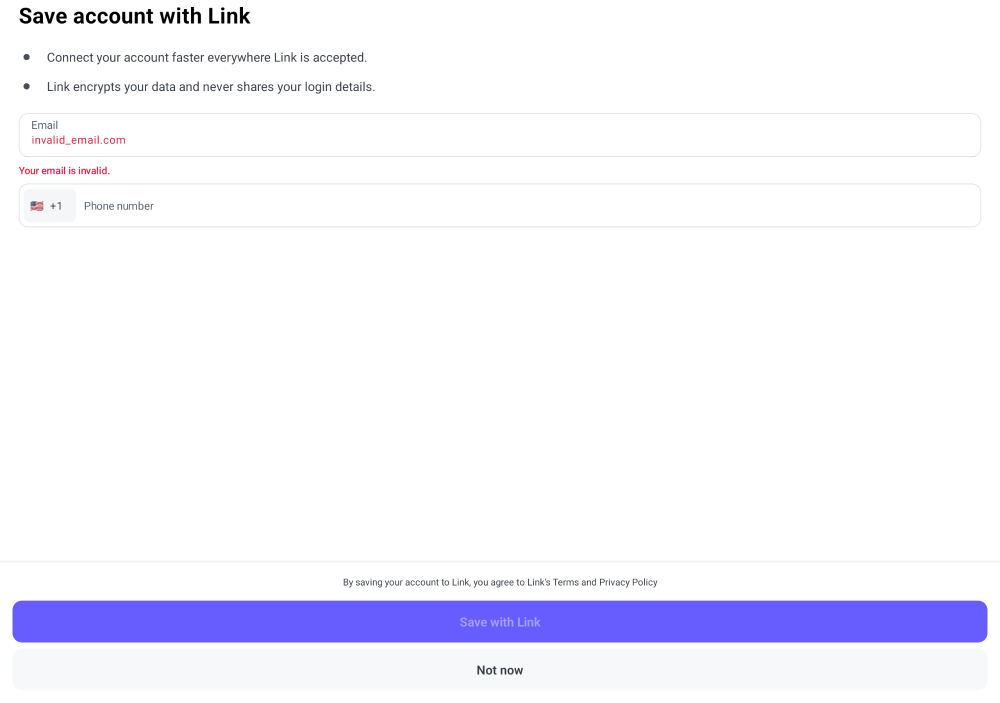 Save account with Link
Connect your account faster everywhere Link is accepted.
Link encrypts your data and never shares your login details.
Email
invalid_email.com
Your email is invalid.
+1 Phone number
By saving your account to Link, you agree to Link's Terms and Privacy Policy
Save with Link
Not now